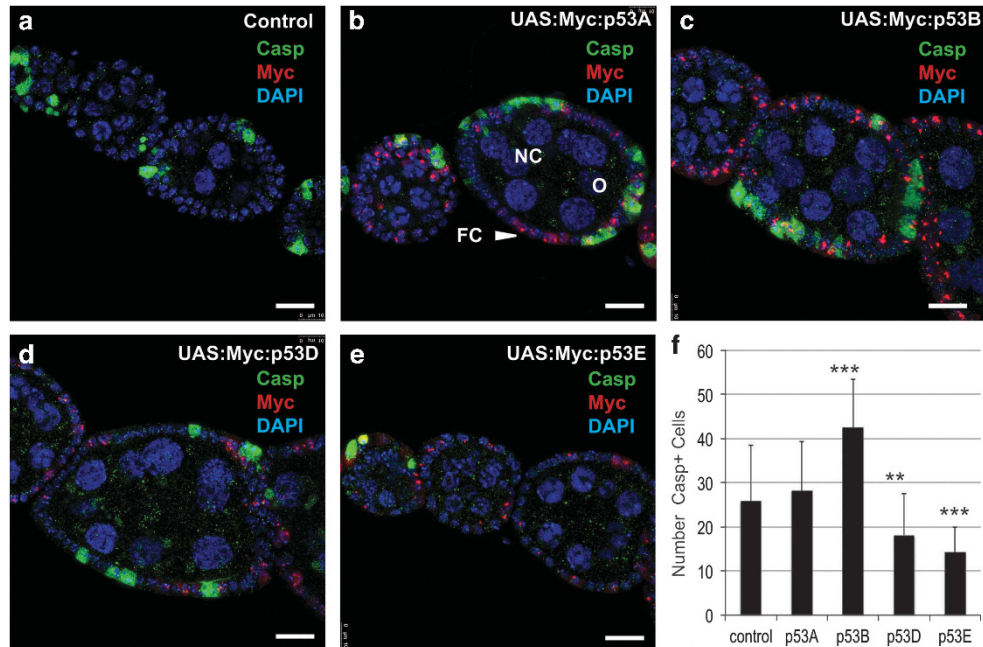 a Control
Casp
Myc
DAPI
b UAS:Myc:p53A
Casp
Myc
DAPI
NC
O
FC
c UAS:Myc:p53B
Casp
Myc
DAPI
d UAS:Myc:p53D
Casp
Myc
DAPI
e UAS:Myc:p53E
Casp
Myc
DAPI
f
Number Casp+ Cells
60
50
40
30
20
10
0
***
**
***
control p53A p53B p53D p53E